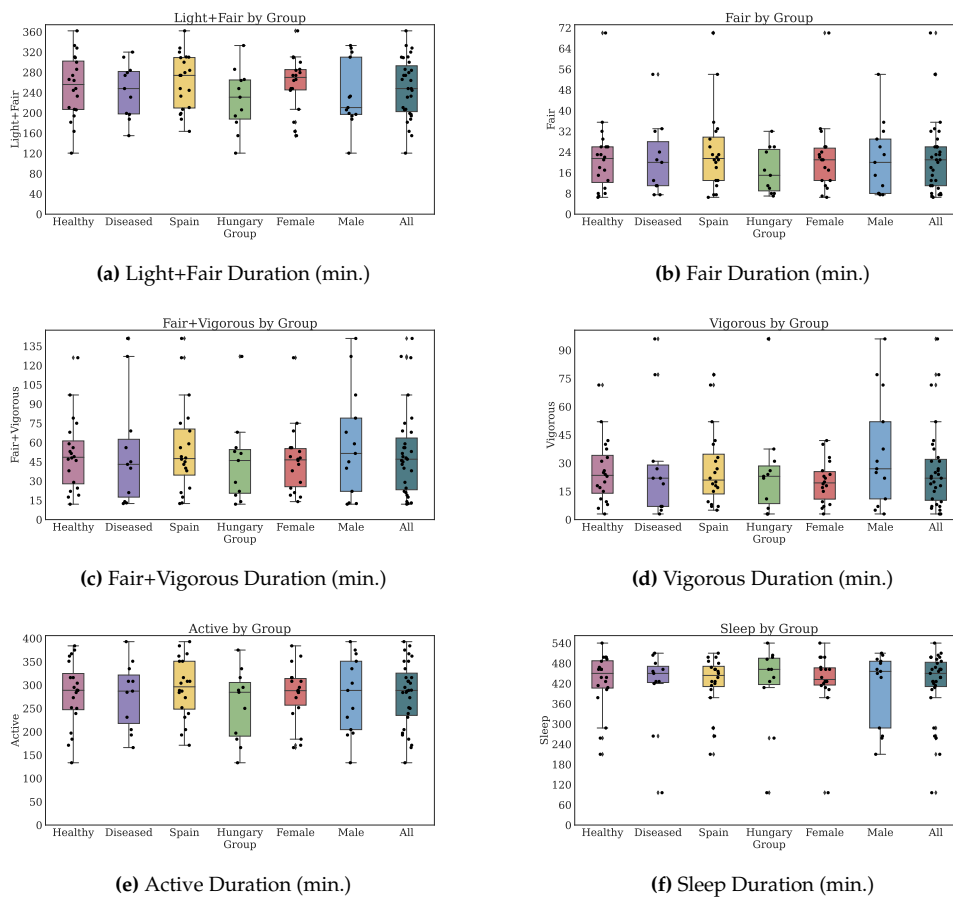 Light+Fair by Group
Light+Fair
360
320
280
240
200
160
120
80
40
0
Healthy Diseased Spain Hungary Female Male All
Group
(a) Light+Fair Duration (min.)
Fair by Group
Fair
72
64
56
48
40
32
24
16
8
0
Healthy Diseased Spain Hungary Female Male All
Group
(b) Fair Duration (min.)
Fair+Vigorous by Group
Fair+Vigorous
135
120
105
90
75
60
45
30
15
0
Healthy Diseased Spain Hungary Female Male All
Group
(c) Fair+Vigorous Duration (min.)
Vigorous by Group
Vigorous
90
75
60
45
30
15
0
Healthy Diseased Spain Hungary Female Male All
Group
(d) Vigorous Duration (min.)
Active by Group
Active
400
350
300
250
200
150
100
50
0
Healthy Diseased Spain Hungary Female Male All
Group
(e) Active Duration (min.)
Sleep by Group
Sleep
540
480
420
360
300
240
180
120
60
0
Healthy Diseased Spain Hungary Female Male All
Group
(f) Sleep Duration (min.)